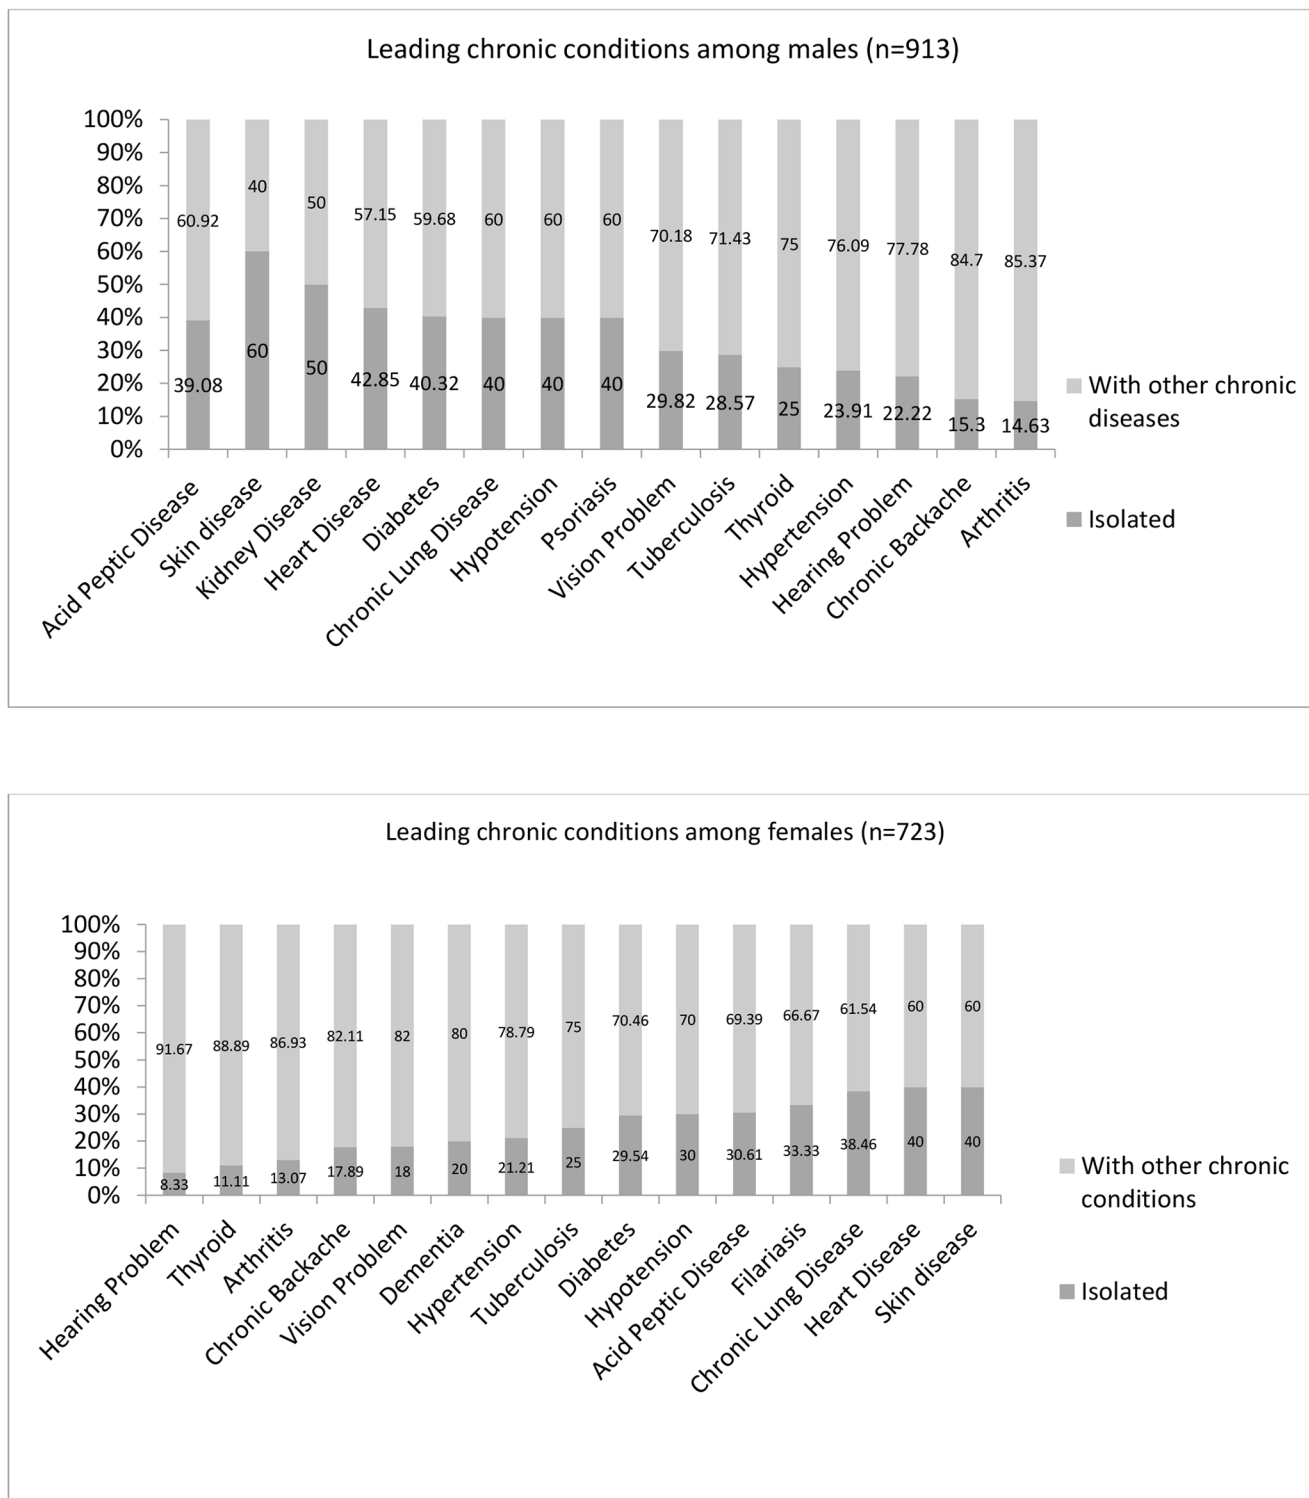 Leading chronic conditions among males (n=913)
100%
90%
80%
70%
60%
50%
40%
30%
20%
10%
0%
60.92
40
50
57.15
59.68
60
60
60
70.18
71.43
75
76.09
77.78
84.7
85.37
39.08
60
50
42.85
40.32
40
40
40
29.82
28.57
25
23.91
22.22
15.3
14.63
Acid Peptic Disease
Skin disease
Kidney Disease
Heart Disease
Diabetes
Chronic Lung Disease
Hypotension
Psoriasis
Vision Problem
Tuberculosis
Thyroid
Hypertension
Hearing Problem
Chronic Backache
Arthritis
With other chronic
diseases
Isolated
Leading chronic conditions among females (n=723)
100%
90%
80%
70%
60%
50%
40%
30%
20%
10%
0%
91.67
88.89
86.93
82.11
82
80
78.79
75
70.46
70
69.39
66.67
61.54
60
60
8.33
11.11
13.07
17.89
18
20
21.21
25
29.54
30
30.61
33.33
38.46
40
40
Hearing Problem
Thyroid
Arthritis
Chronic Backache
Vision Problem
Dementia
Hypertension
Tuberculosis
Diabetes
Hypotension
Acid Peptic Disease
Filariasis
Chronic Lung Disease
Heart Disease
Skin disease
With other chronic
conditions
Isolated